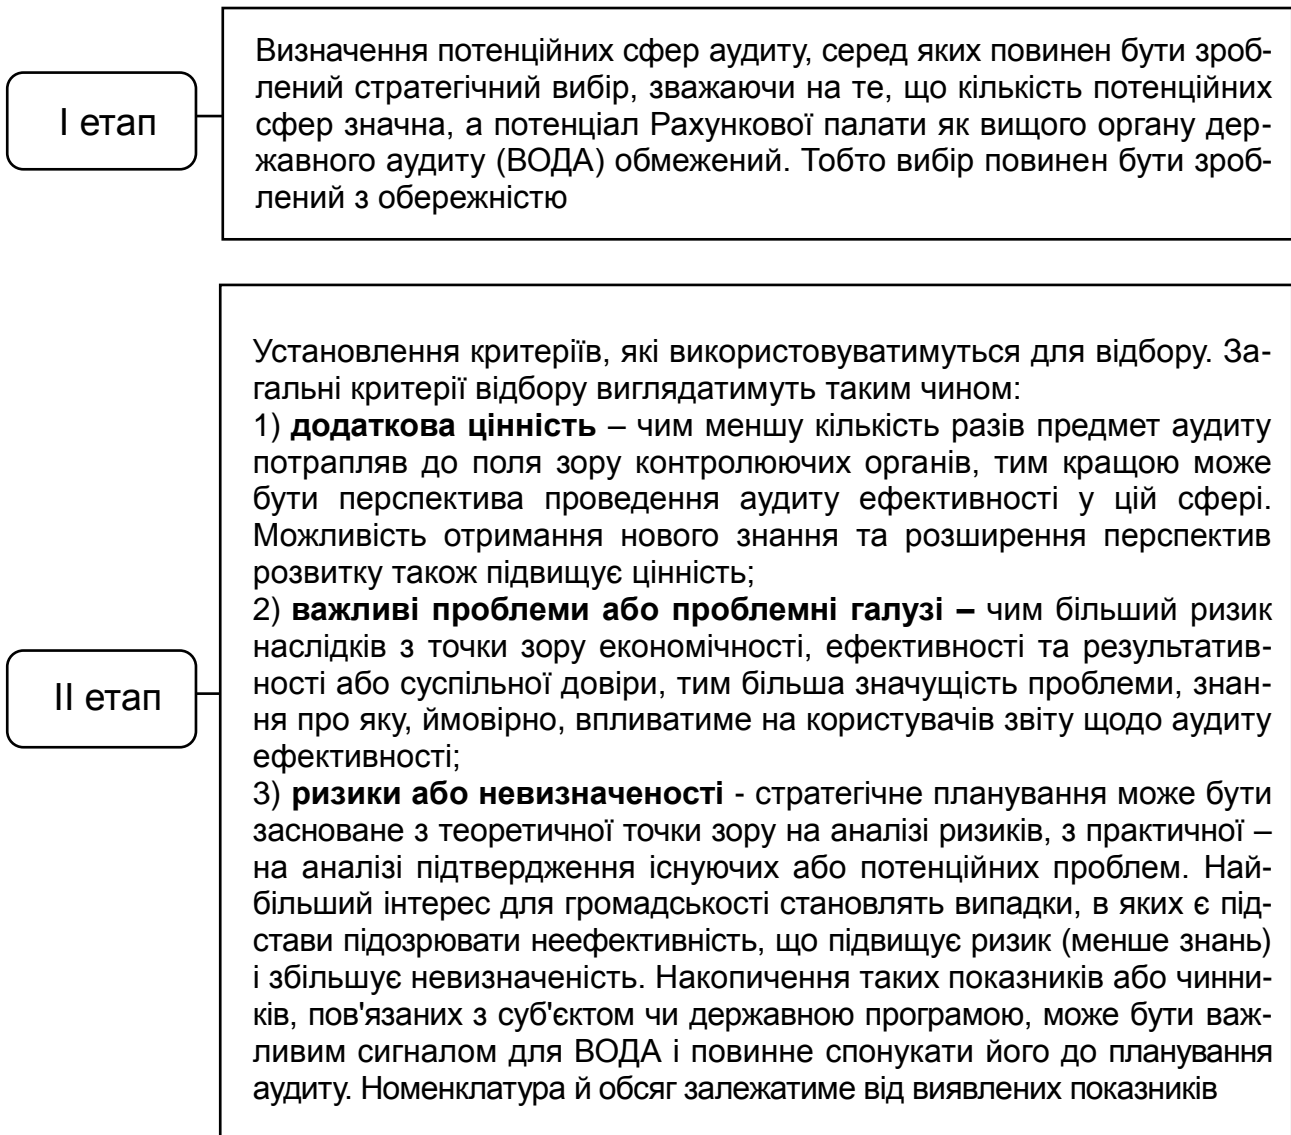 І етап
Визначення потенційних сфер аудиту, серед яких повинен бути зроб-
лений стратегічний вибір, зважаючи на те, що кількість потенційних
сфер значна, а потенціал Рахункової палати як вищого органу дер-
жавного аудиту (ВОДА) обмежений. Тобто вибір повинен бути зроб-
лений з обережністю
ІІ етап
Установлення критеріїв, які використовуватимуться для відбору. За-
гальні критерії відбору виглядатимуть таким чином:
1) додаткова цінність – чим меншу кількість разів предмет аудиту
потрапляв до поля зору контролюючих органів, тим кращою може
бути перспектива проведення аудиту ефективності у цій сфері.
Можливість отримання нового знання та розширення перспектив
розвитку також підвищує цінність;
2) важливі проблеми або проблемні галузі – чим більший ризик
наслідків з точки зору економічності, ефективності та результатив-
ності або суспільної довіри, тим більша значущість проблеми, знан-
ня про яку, ймовірно, впливатиме на користувачів звіту щодо аудиту
ефективності;
3) ризики або невизначеності - стратегічне планування може бути
засноване з теоретичної точки зору на аналізі ризиків, з практичної –
на аналізі підтвердження існуючих або потенційних проблем. Най-
більший інтерес для громадськості становлять випадки, в яких є під-
стави підозрювати неефективність, що підвищує ризик (менше знань)
і збільшує невизначеність. Накопичення таких показників або чинни-
ків, пов'язаних з суб'єктом чи державною програмою, може бути важ-
ливим сигналом для ВОДА і повинне спонукати його до планування
аудиту. Номенклатура й обсяг залежатиме від виявлених показників